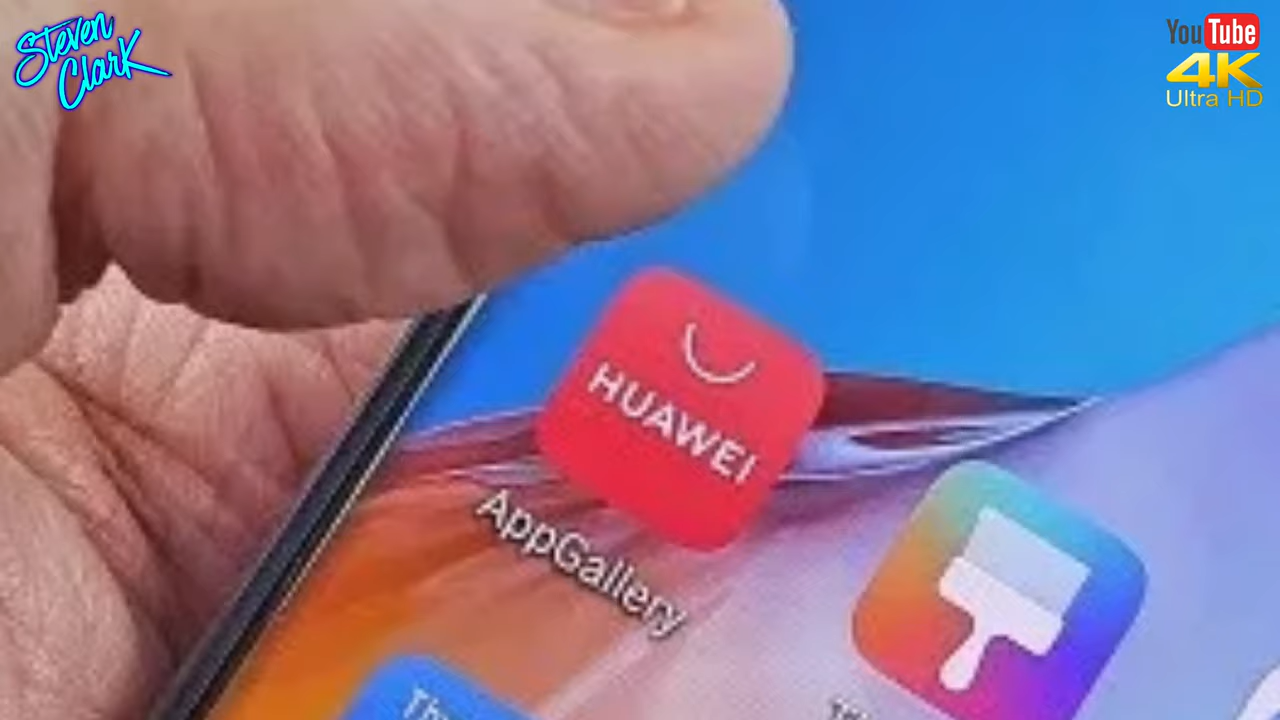 Steven
Clark
YouTube
4K
Ultra HD
HUAWEI
AppGallery